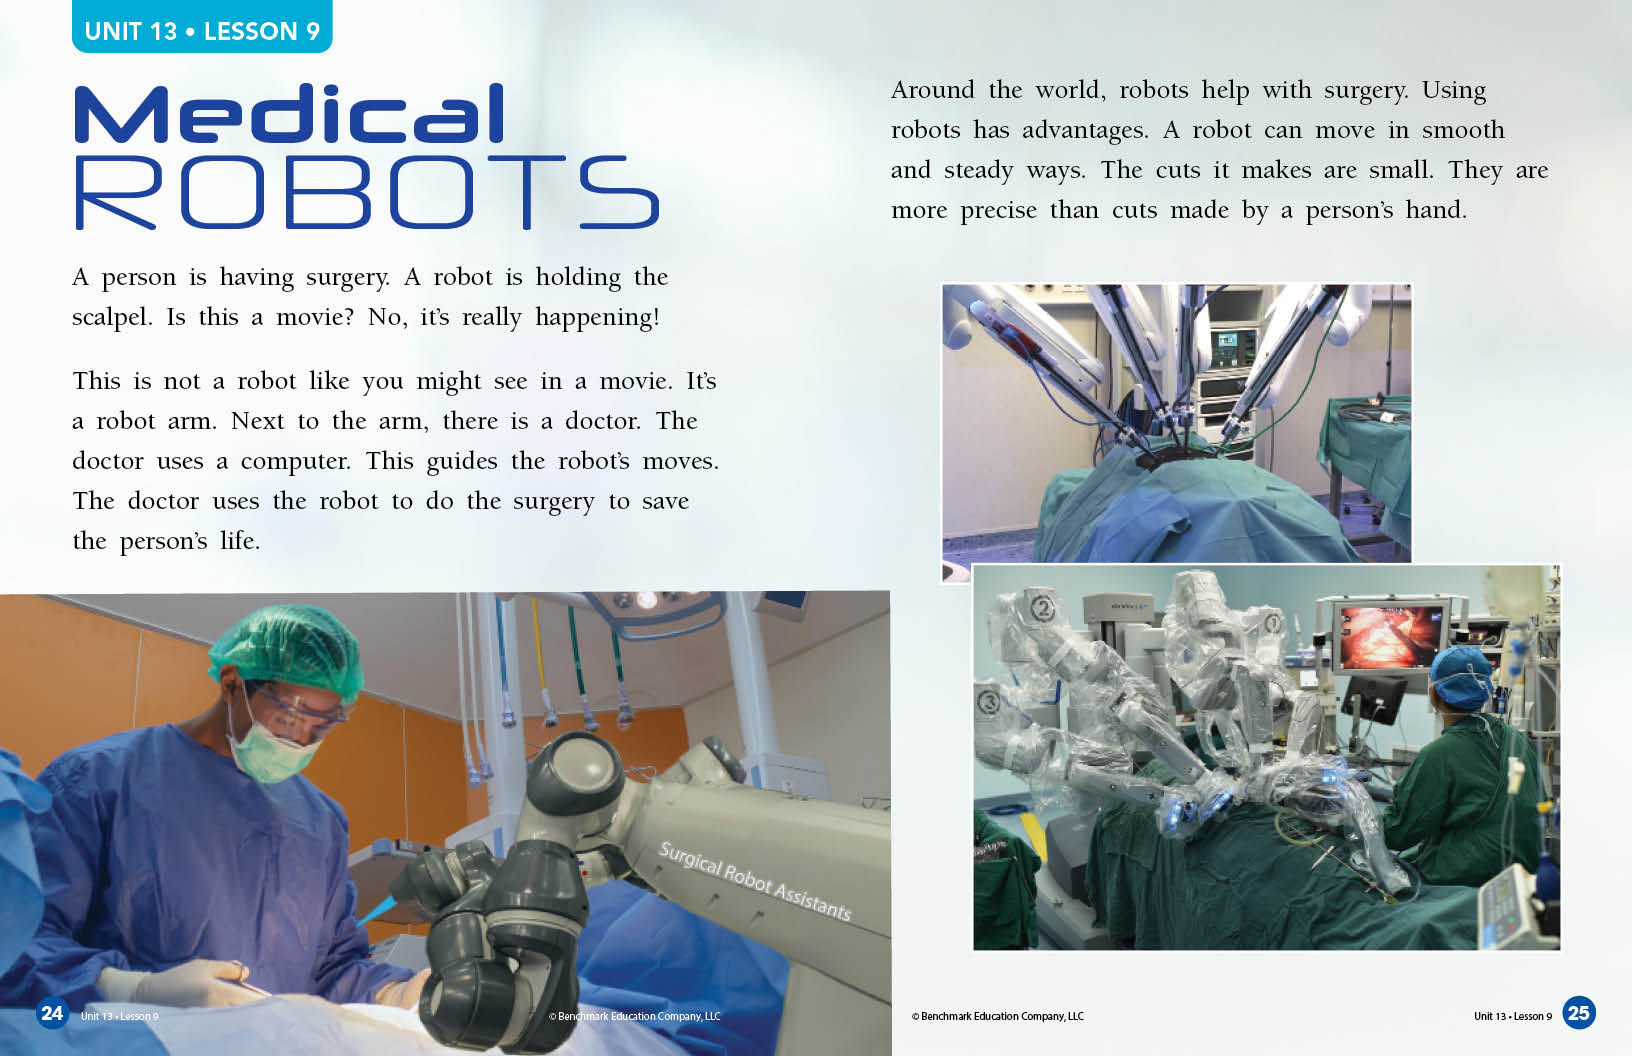 UNIT 13 • LESSON 9
Medical
ROBOTS
A person is having surgery. A robot is holding the
scalpel. Is this a movie? No, it's really happening!
This is not a robot like you might see in a movie. It's
a robot arm. Next to the arm, there is a doctor. The
doctor uses a computer. This guides the robot's moves.
The doctor uses the robot to do the surgery to save
the person's life.
Surgical Robot Assistants
24
Unit 13 • Lesson 9
© Benchmark Education Company, LLC
Around the world, robots help with surgery. Using
robots has advantages. A robot can move in smooth
and steady ways. The cuts it makes are small. They are
more precise than cuts made by a person's hand.
2
1
3
© Benchmark Education Company, LLC
Unit 13 • Lesson 9
25